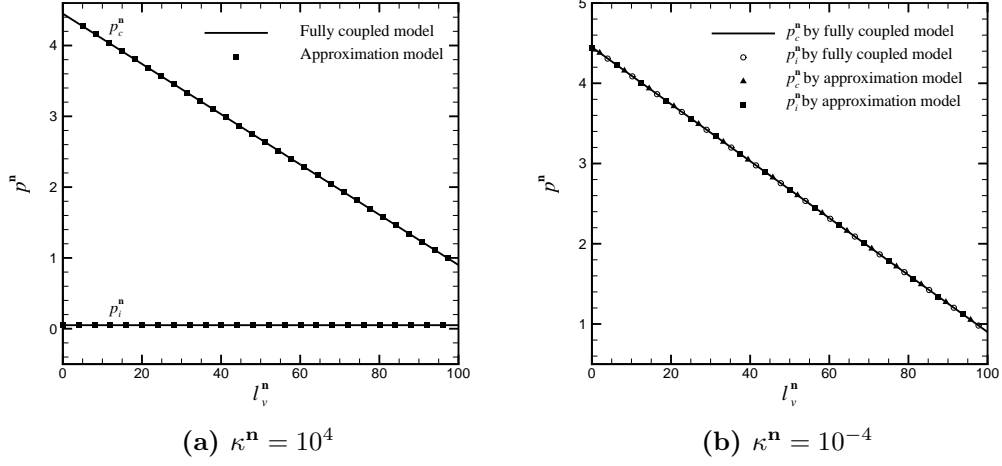 p_c^n
Fully coupled model
Approximation model
p_i^n
4
3
2
1
0
p^n
0 20 40 60 80 100
l_v^n
(a) κ^n = 10^4
p_c^n by fully coupled model
p_i^n by fully coupled model
p_c^n by approximation model
p_i^n by approximation model
5
4
3
2
1
p^n
0 20 40 60 80 100
l_v^n
(b) κ^n = 10^−4